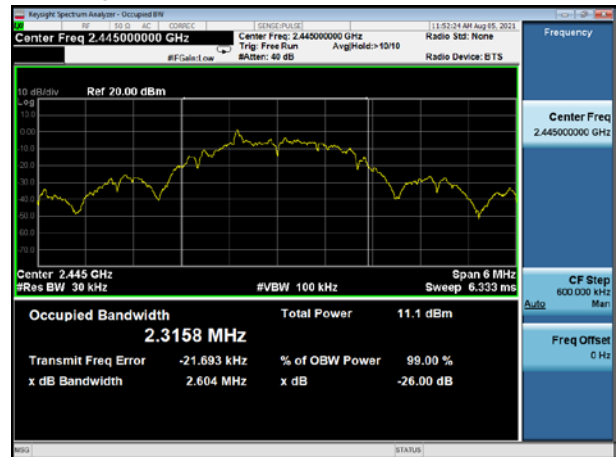 Keysight Spectrum Analyzer - Occupied BW
RF 50 Ω AC CORREC SENSE:PULSE 11:52:24 AM Aug 05, 2021
Center Freq 2.445000000 GHz Center Freq: 2.445000000 GHz Radio Std: None
Trig: Free Run Avg|Hold:>10/10
#IFGain:Low #Atten: 40 dB Radio Device: BTS
Frequency
10 dB/div Ref 20.00 dBm
Log
10.0
0.00
10.0
20.0
30.0
40.0
50.0
60.0
70.0
Center Freq
2.445000000 GHz
Center 2.445 GHz Span 6 MHz
#Res BW 30 kHz #VBW 100 kHz Sweep 6.333 ms
CF Step
600.000 kHz
Auto Man
Occupied Bandwidth Total Power 11.1 dBm
2.3158 MHz
Transmit Freq Error -21.693 kHz % of OBW Power 99.00 %
x dB Bandwidth 2.604 MHz x dB -26.00 dB
Freq Offset
0 Hz
MSG STATUS